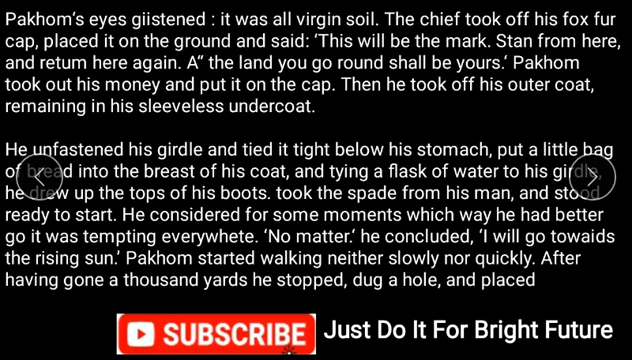 Pakhom's eyes giistened : it was all virgin soil. The chief took off his fox fur
cap, placed it on the ground and said: 'This will be the mark. Stan from here,
and retum here again. A“ the land you go round shall be yours.' Pakhom
took out his money and put it on the cap. Then he took off his outer coat,
remaining in his sleeveless undercoat.
He unfastened his girdle and tied it tight below his stomach, put a little bag
of bread into the breast of his coat, and tying a flask of water to his girdle,
he drew up the tops of his boots. took the spade from his man, and stood
ready to start. He considered for some moments which way he had better
go it was tempting everywhete. 'No matter.' he concluded, 'I will go towaids
the rising sun.' Pakhom started walking neither slowly nor quickly. After
having gone a thousand yards he stopped, dug a hole, and placed
SUBSCRIBE Just Do It For Bright Future